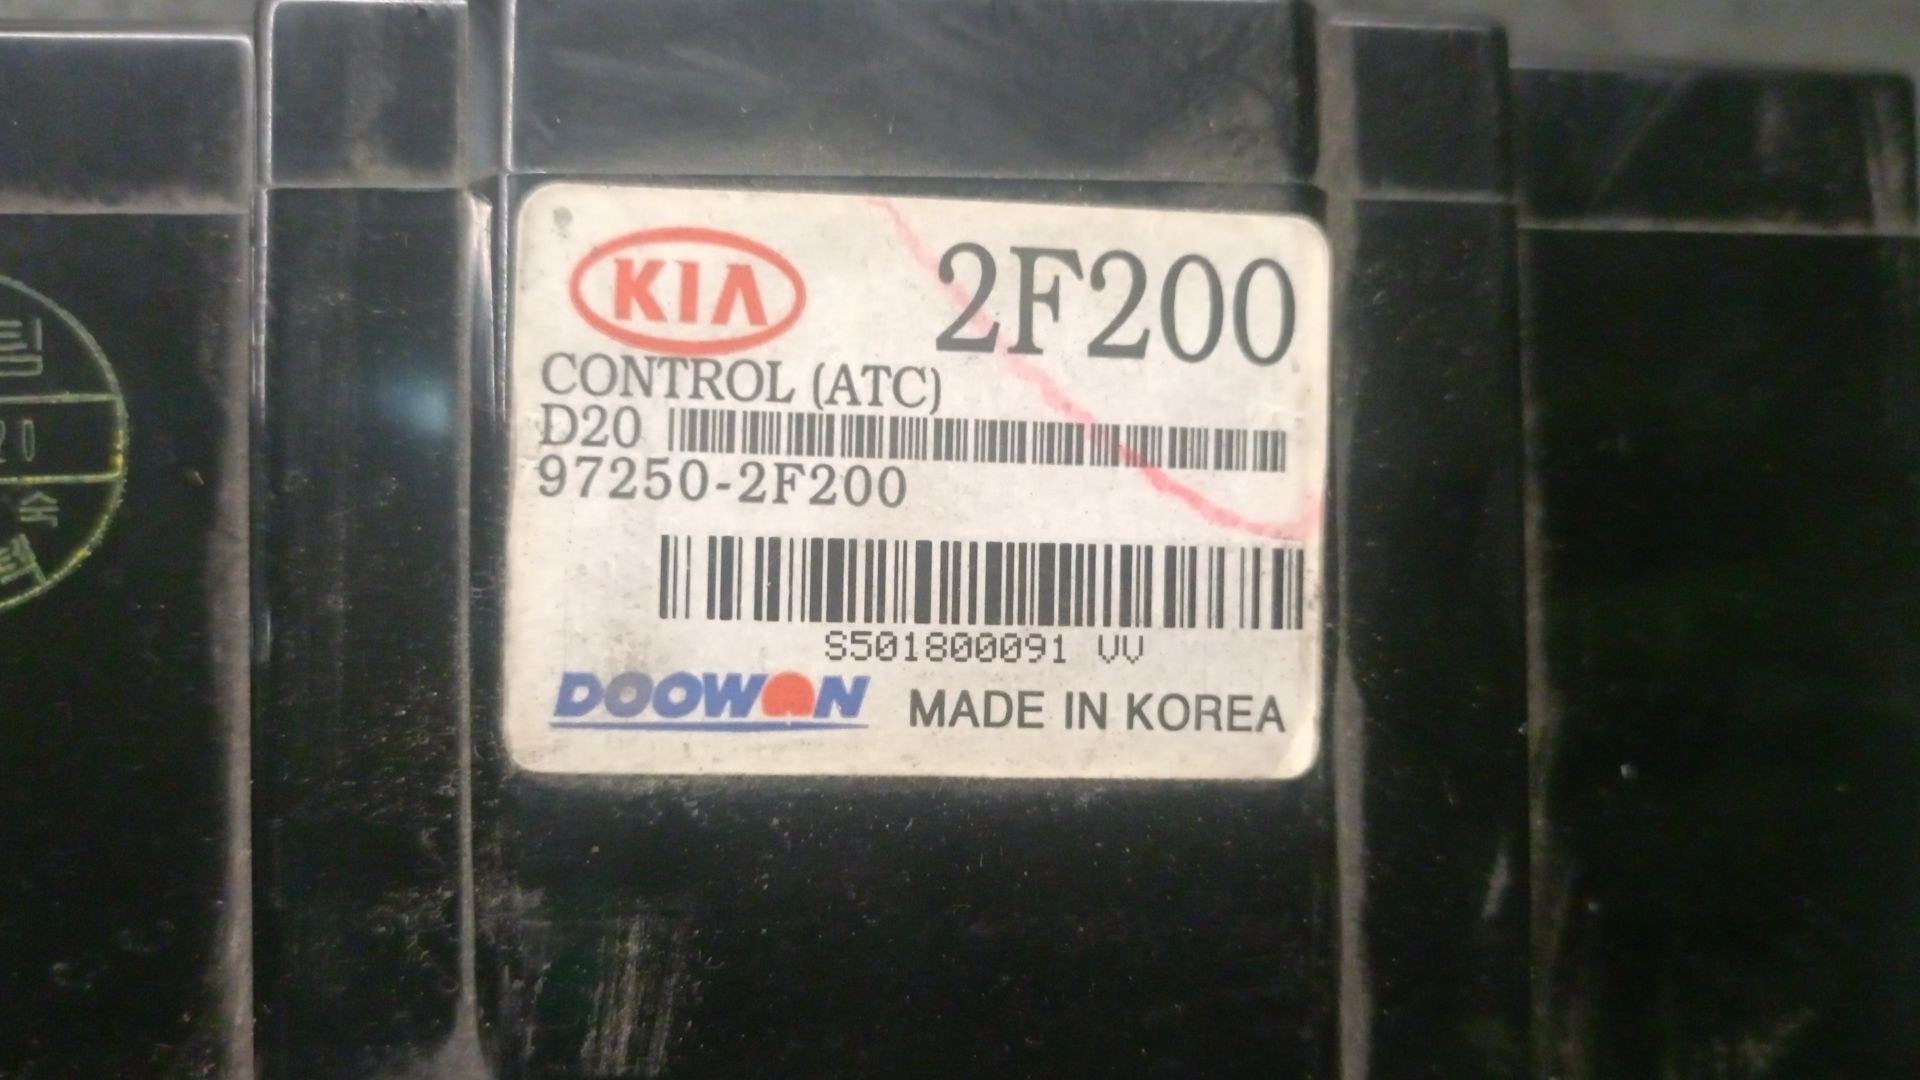 KIA 2F200
CONTROL (ATC)
D20
97250-2F200
S501800091 VV
DOOWON MADE IN KOREA